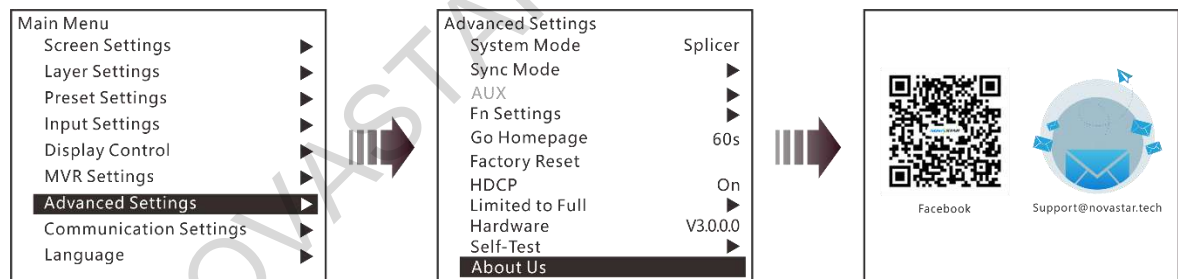 Main Menu
Screen Settings
Layer Settings
Preset Settings
Input Settings
Display Control
MVR Settings
Advanced Settings
Communication Settings
Language
Advanced Settings
System Mode Splicer
Sync Mode
AUX
Fn Settings
Go Homepage 60s
Factory Reset
HDCP On
Limited to Full
Hardware V3.0.0.0
Self-Test
About Us
Facebook
Support@novastar.tech